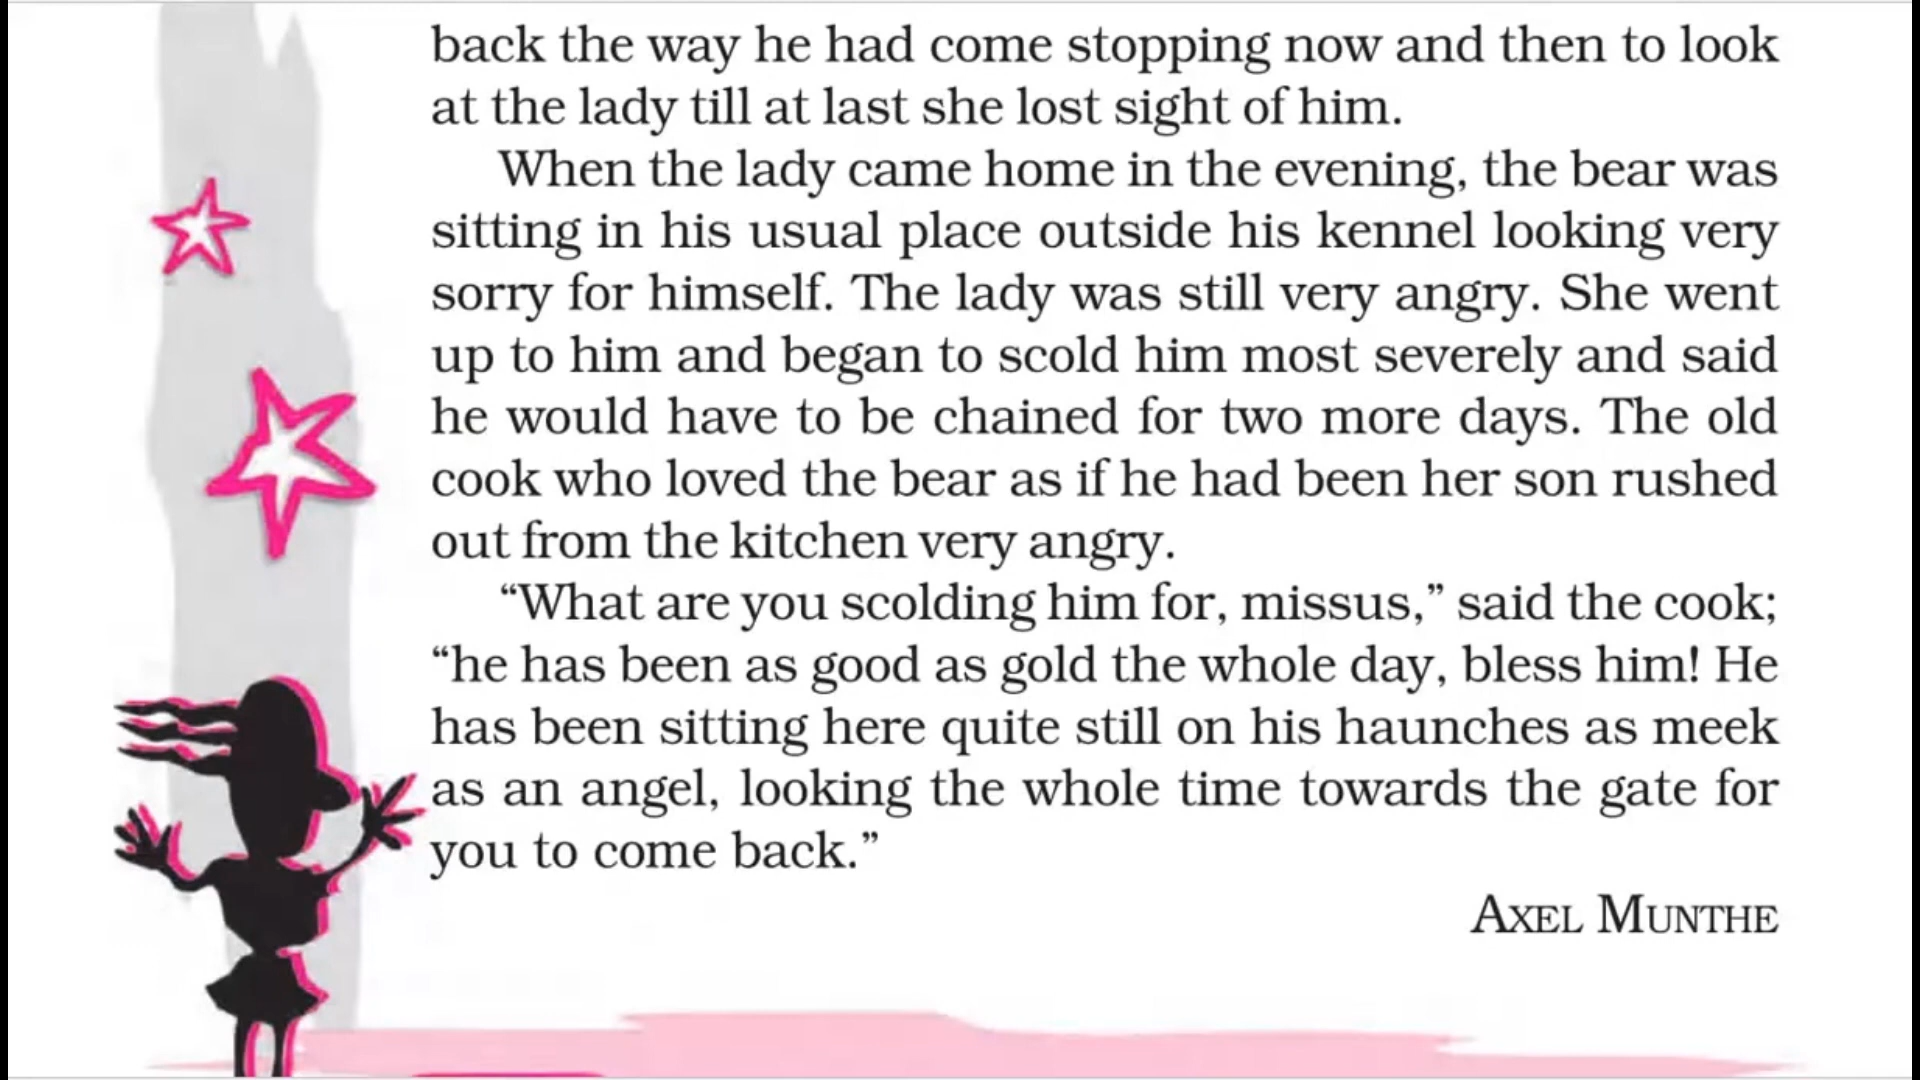 back the way he had come stopping now and then to look
at the lady till at last she lost sight of him.
When the lady came home in the evening, the bear was
sitting in his usual place outside his kennel looking very
sorry for himself. The lady was still very angry. She went
up to him and began to scold him most severely and said
he would have to be chained for two more days. The old
cook who loved the bear as if he had been her son rushed
out from the kitchen very angry.
“What are you scolding him for, missus,” said the cook;
“he has been as good as gold the whole day, bless him! He
has been sitting here quite still on his haunches as meek
as an angel, looking the whole time towards the gate for
you to come back.”
AXEL MUNTHE